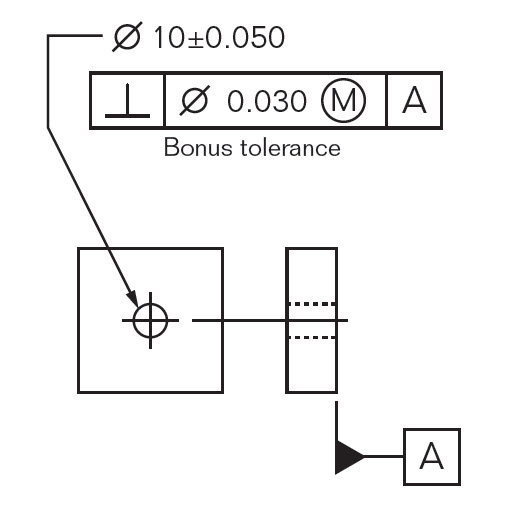 ⌀ 10±0.050
⊥ ⌀ 0.030 Ⓜ A
Bonus tolerance
A